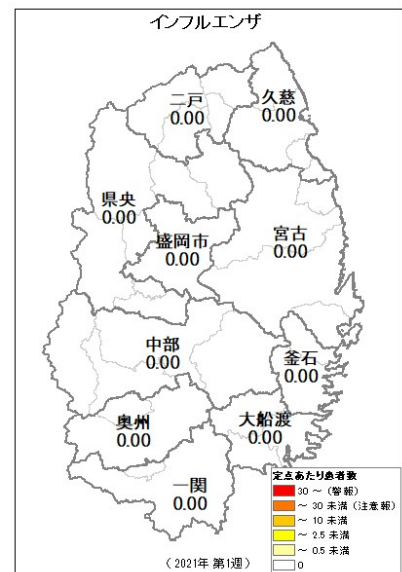 インフルエンザ
二戸
0.00
久慈
0.00
県央
0.00
盛岡市
0.00
宮古
0.00
中部
0.00
釜石
0.00
奥州
0.00
大船渡
0.00
一関
0.00
定点あたり患者数
30 ～ (警報)
～ 30 未満 (注意報)
～ 10 未満
～ 2.5 未満
～ 0.5 未満
0
（2021年 第1週）